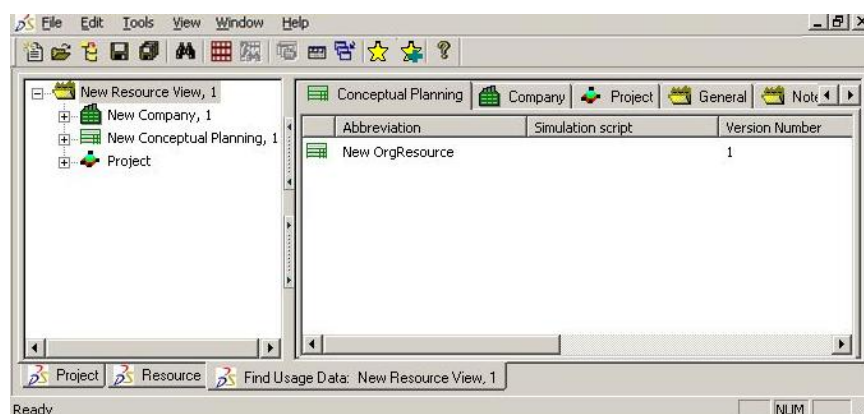 File Edit Tools View Window Help
New Resource View, 1
New Company, 1
New Conceptual Planning, 1
Project
Conceptual Planning Company Project General Note
Abbreviation Simulation script Version Number
New OrgResource 1
Project Resource Find Usage Data: New Resource View, 1
Ready NUM